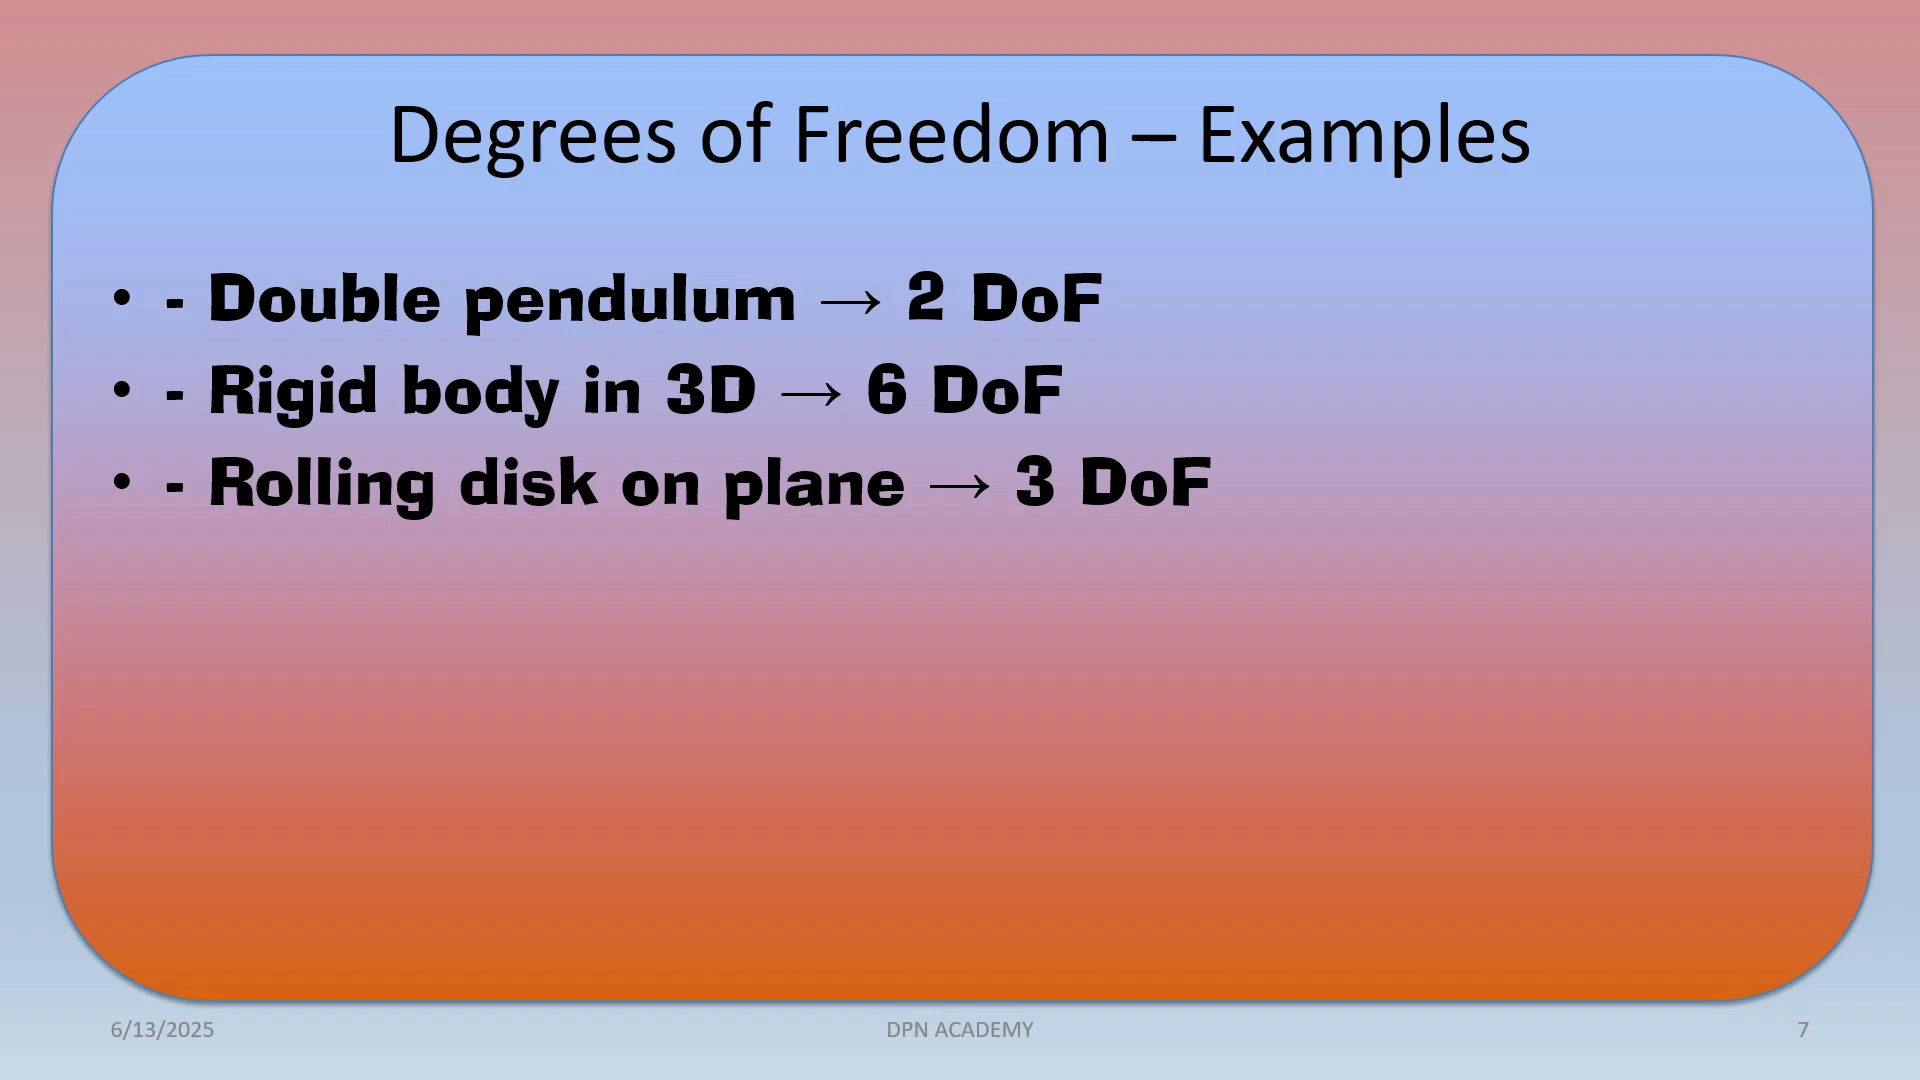 Degrees of Freedom – Examples
• - Double pendulum → 2 DoF
• - Rigid body in 3D → 6 DoF
• - Rolling disk on plane → 3 DoF
6/13/2025 DPN ACADEMY 7